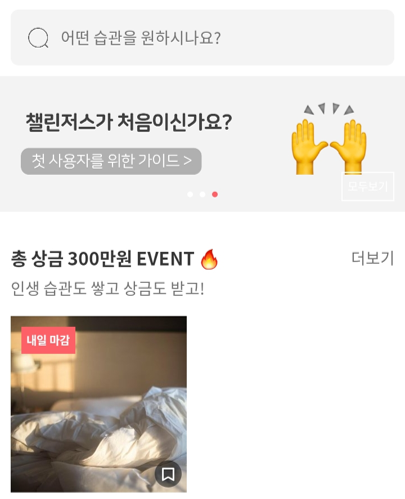 어떤 습관을 원하시나요?
챌린저스가 처음이신가요?
첫 사용자를 위한 가이드 >
모두보기
총 상금 300만원 EVENT 🔥
더보기
인생 습관도 쌓고 상금도 받고!
내일 마감